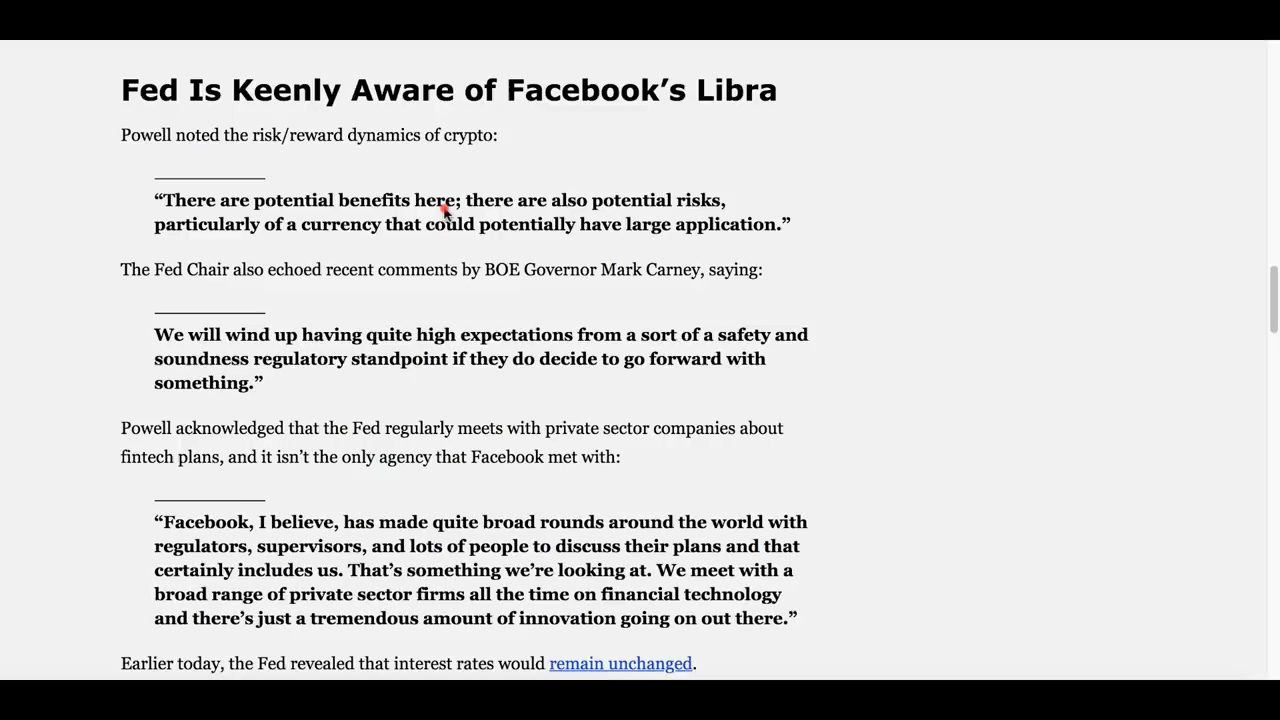 Fed Is Keenly Aware of Facebook’s Libra
Powell noted the risk/reward dynamics of crypto:
“There are potential benefits here; there are also potential risks,
particularly of a currency that could potentially have large application.”
The Fed Chair also echoed recent comments by BOE Governor Mark Carney, saying:
We will wind up having quite high expectations from a sort of a safety and
soundness regulatory standpoint if they do decide to go forward with
something.”
Powell acknowledged that the Fed regularly meets with private sector companies about
fintech plans, and it isn’t the only agency that Facebook met with:
“Facebook, I believe, has made quite broad rounds around the world with
regulators, supervisors, and lots of people to discuss their plans and that
certainly includes us. That’s something we’re looking at. We meet with a
broad range of private sector firms all the time on financial technology
and there’s just a tremendous amount of innovation going on out there.”
Earlier today, the Fed revealed that interest rates would remain unchanged.